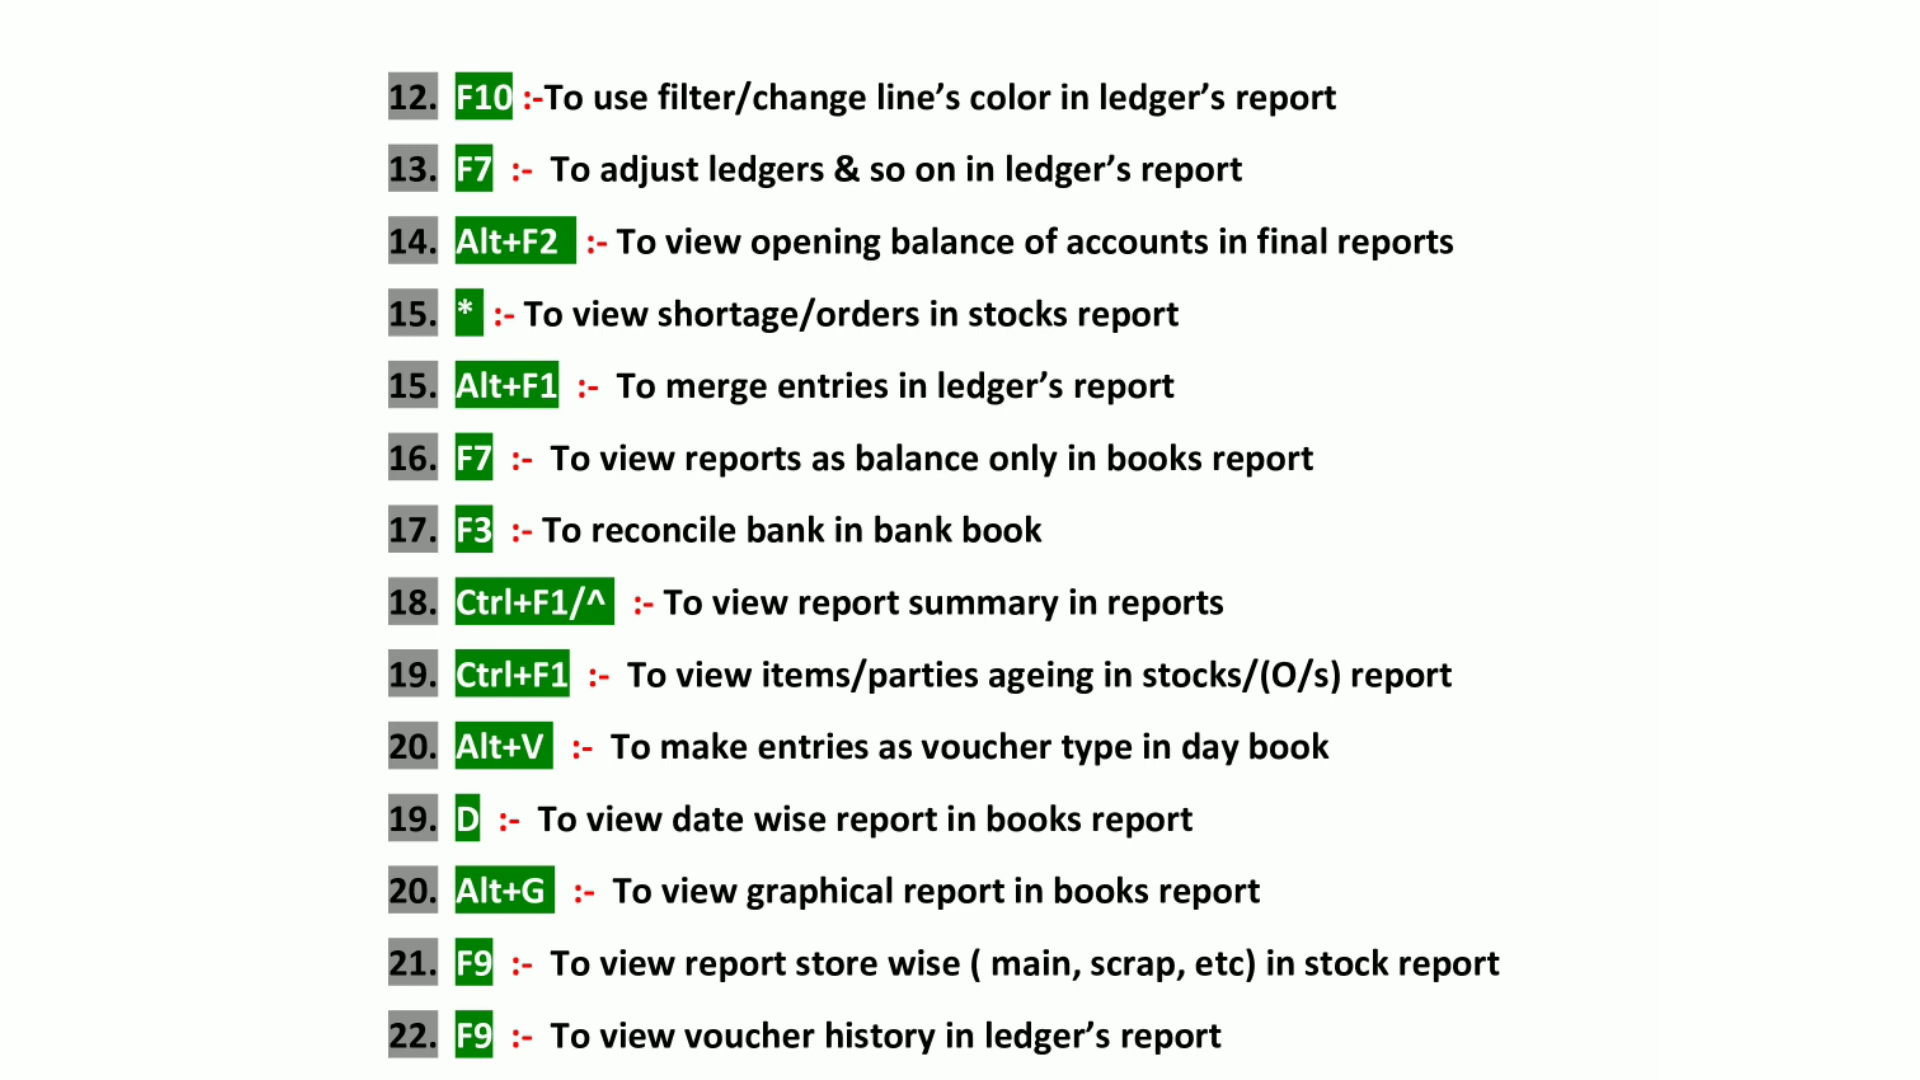 12. F10 :-To use filter/change line’s color in ledger’s report
13. F7 :- To adjust ledgers & so on in ledger’s report
14. Alt+F2 :- To view opening balance of accounts in final reports
15. * :- To view shortage/orders in stocks report
15. Alt+F1 :- To merge entries in ledger’s report
16. F7 :- To view reports as balance only in books report
17. F3 :- To reconcile bank in bank book
18. Ctrl+F1/^ :- To view report summary in reports
19. Ctrl+F1 :- To view items/parties ageing in stocks/(O/s) report
20. Alt+V :- To make entries as voucher type in day book
19. D :- To view date wise report in books report
20. Alt+G :- To view graphical report in books report
21. F9 :- To view report store wise ( main, scrap, etc) in stock report
22. F9 :- To view voucher history in ledger’s report